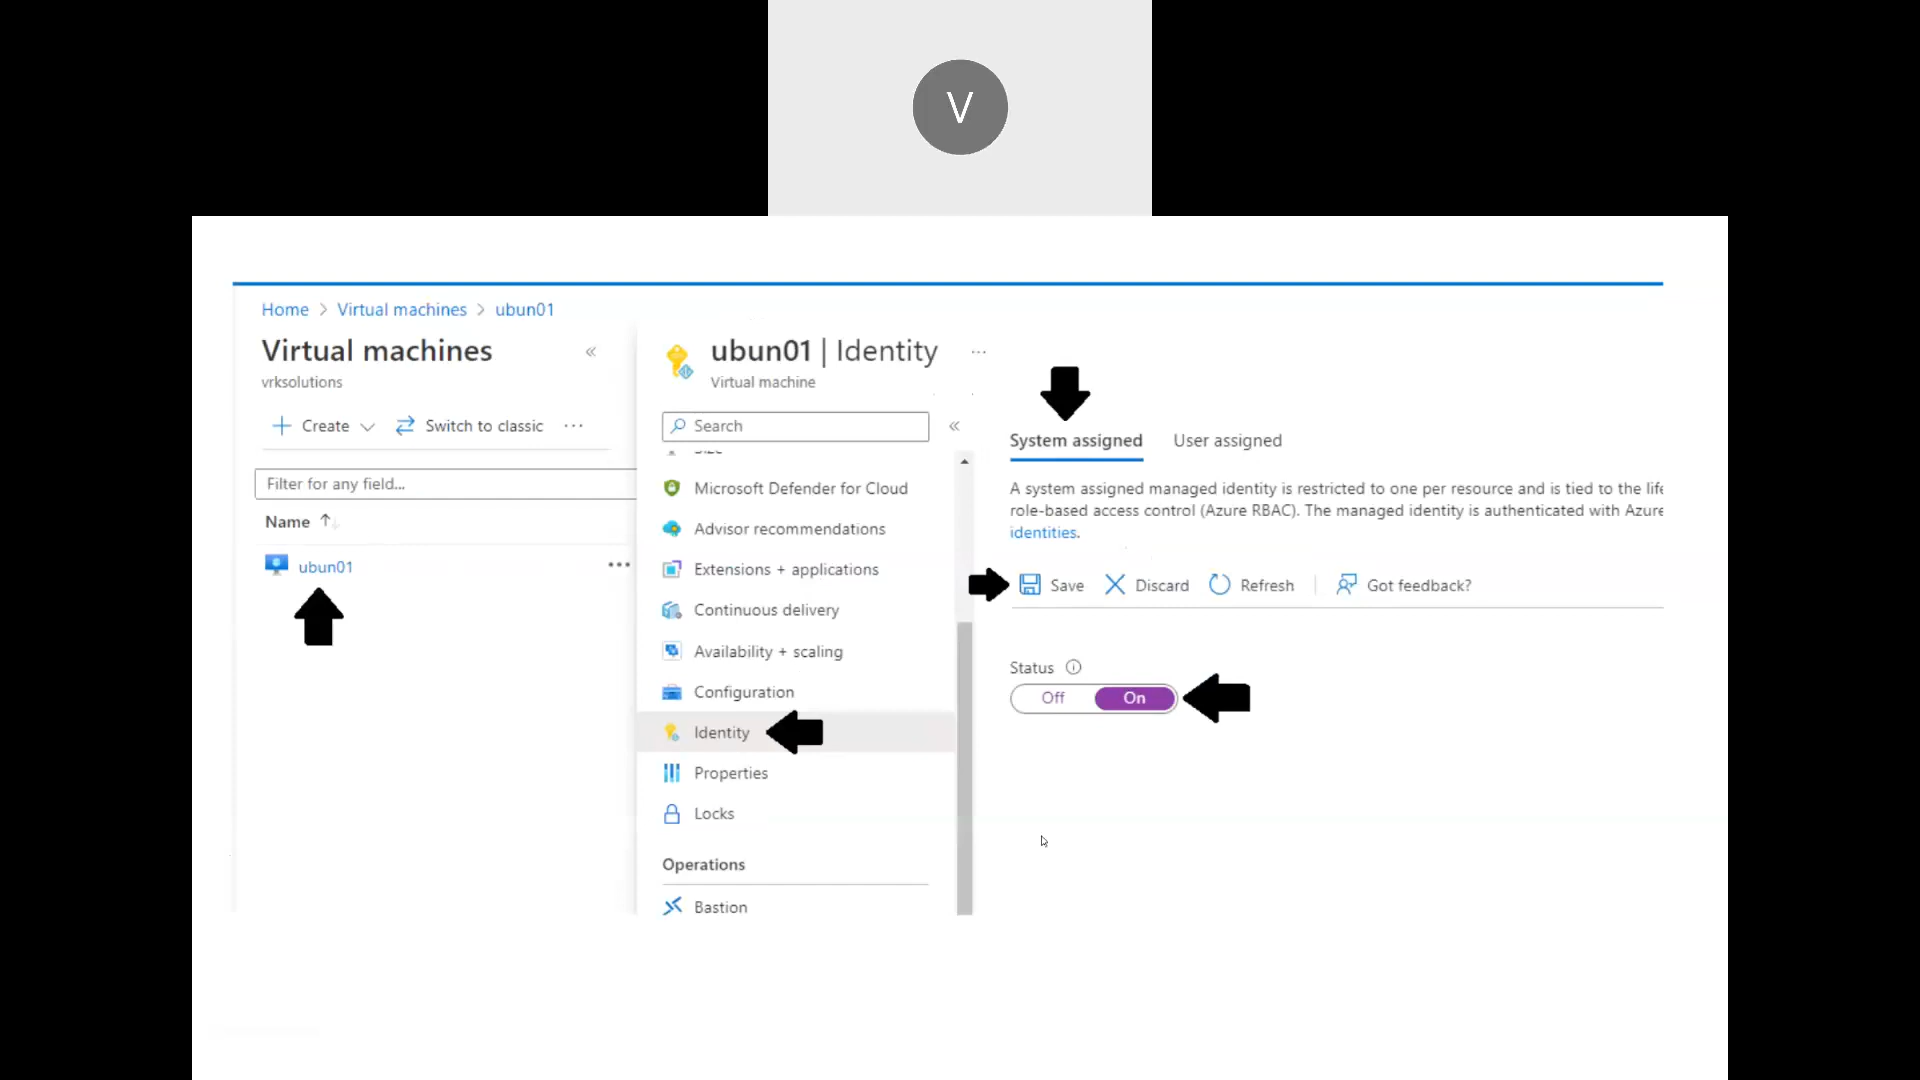 V
Home > Virtual machines > ubun01
Virtual machines
vrksolutions
Create
Switch to classic
Filter for any field...
Name ↑
ubun01
ubun01 | Identity
Virtual machine
Search
Microsoft Defender for Cloud
Advisor recommendations
Extensions + applications
Continuous delivery
Availability + scaling
Configuration
Identity
Properties
Locks
Operations
Bastion
System assigned
User assigned
A system assigned managed identity is restricted to one per resource and is tied to the life
role-based access control (Azure RBAC). The managed identity is authenticated with Azure
identities.
Save
Discard
Refresh
Got feedback?
Status
Off
On